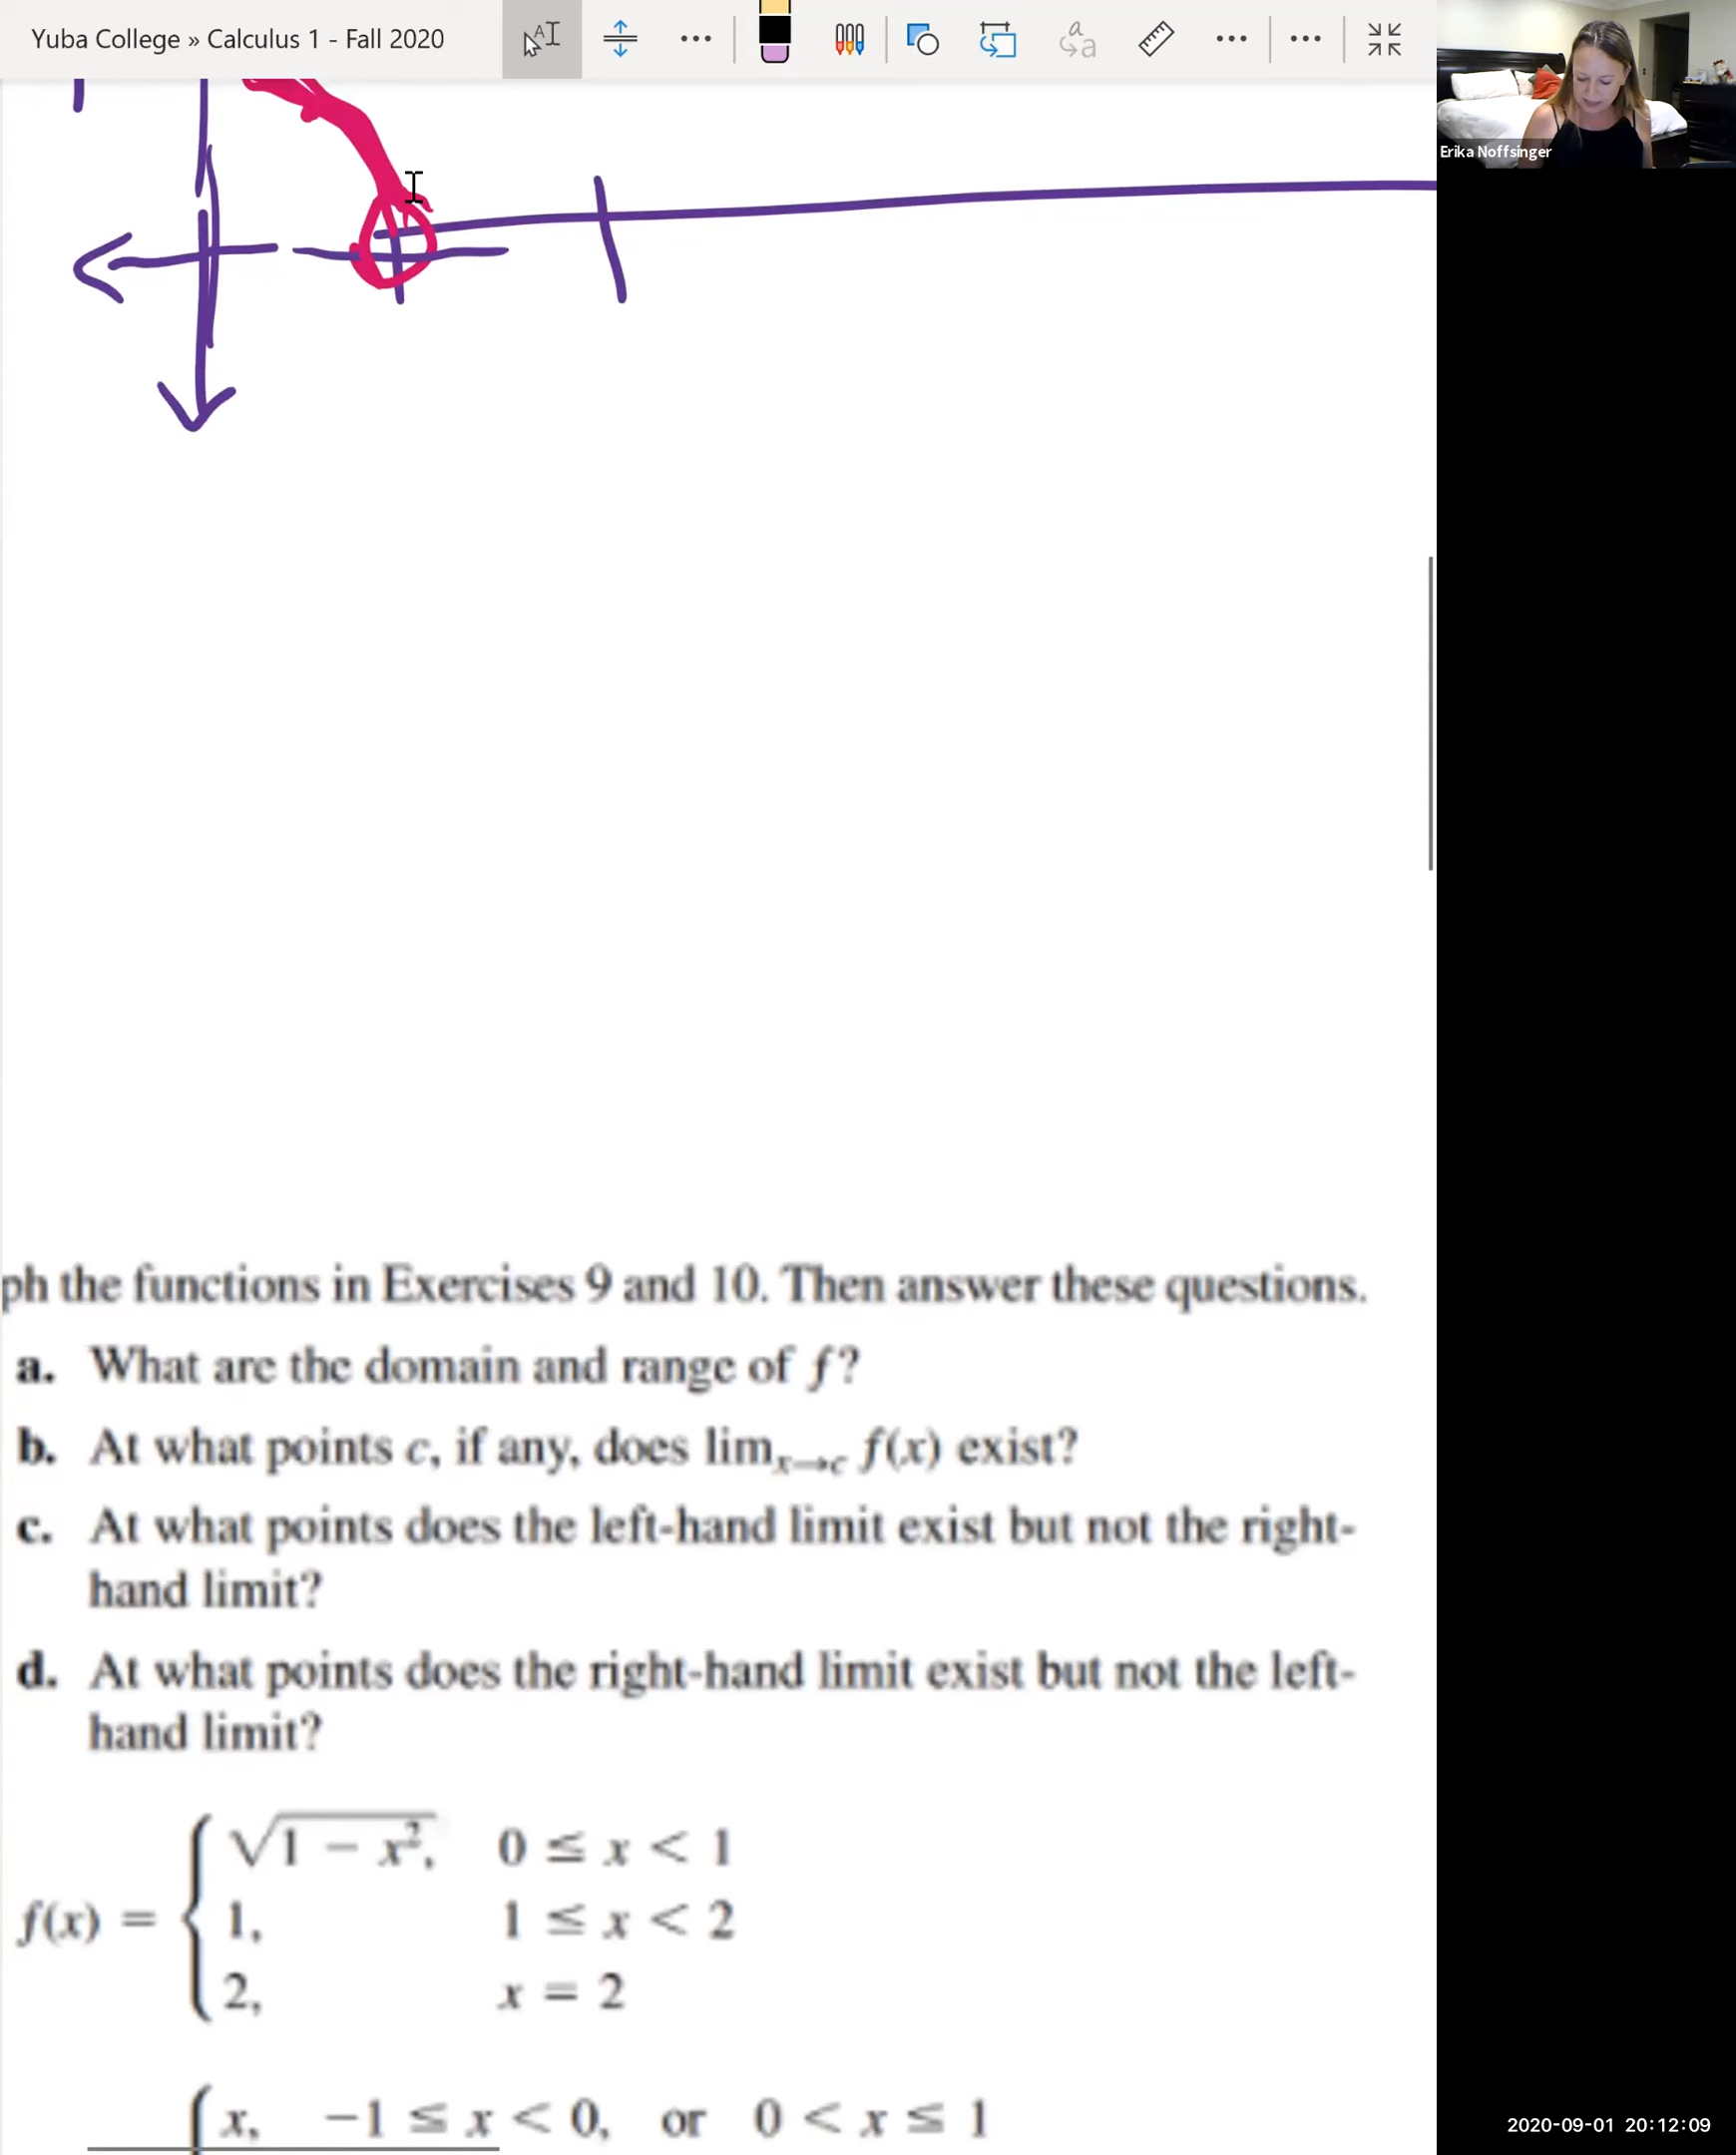 Yuba College » Calculus 1 - Fall 2020
Erika Noffsinger
ph the functions in Exercises 9 and 10. Then answer these questions.
a. What are the domain and range of f?
b. At what points c, if any, does lim x→c f(x) exist?
c. At what points does the left-hand limit exist but not the right-
hand limit?
d. At what points does the right-hand limit exist but not the left-
hand limit?
√1 − x², 0 ≤ x < 1
f(x) = { 1, 1 ≤ x < 2
2, x = 2
{ x, −1 ≤ x < 0, or 0 < x ≤ 1
2020-09-01 20:12:09